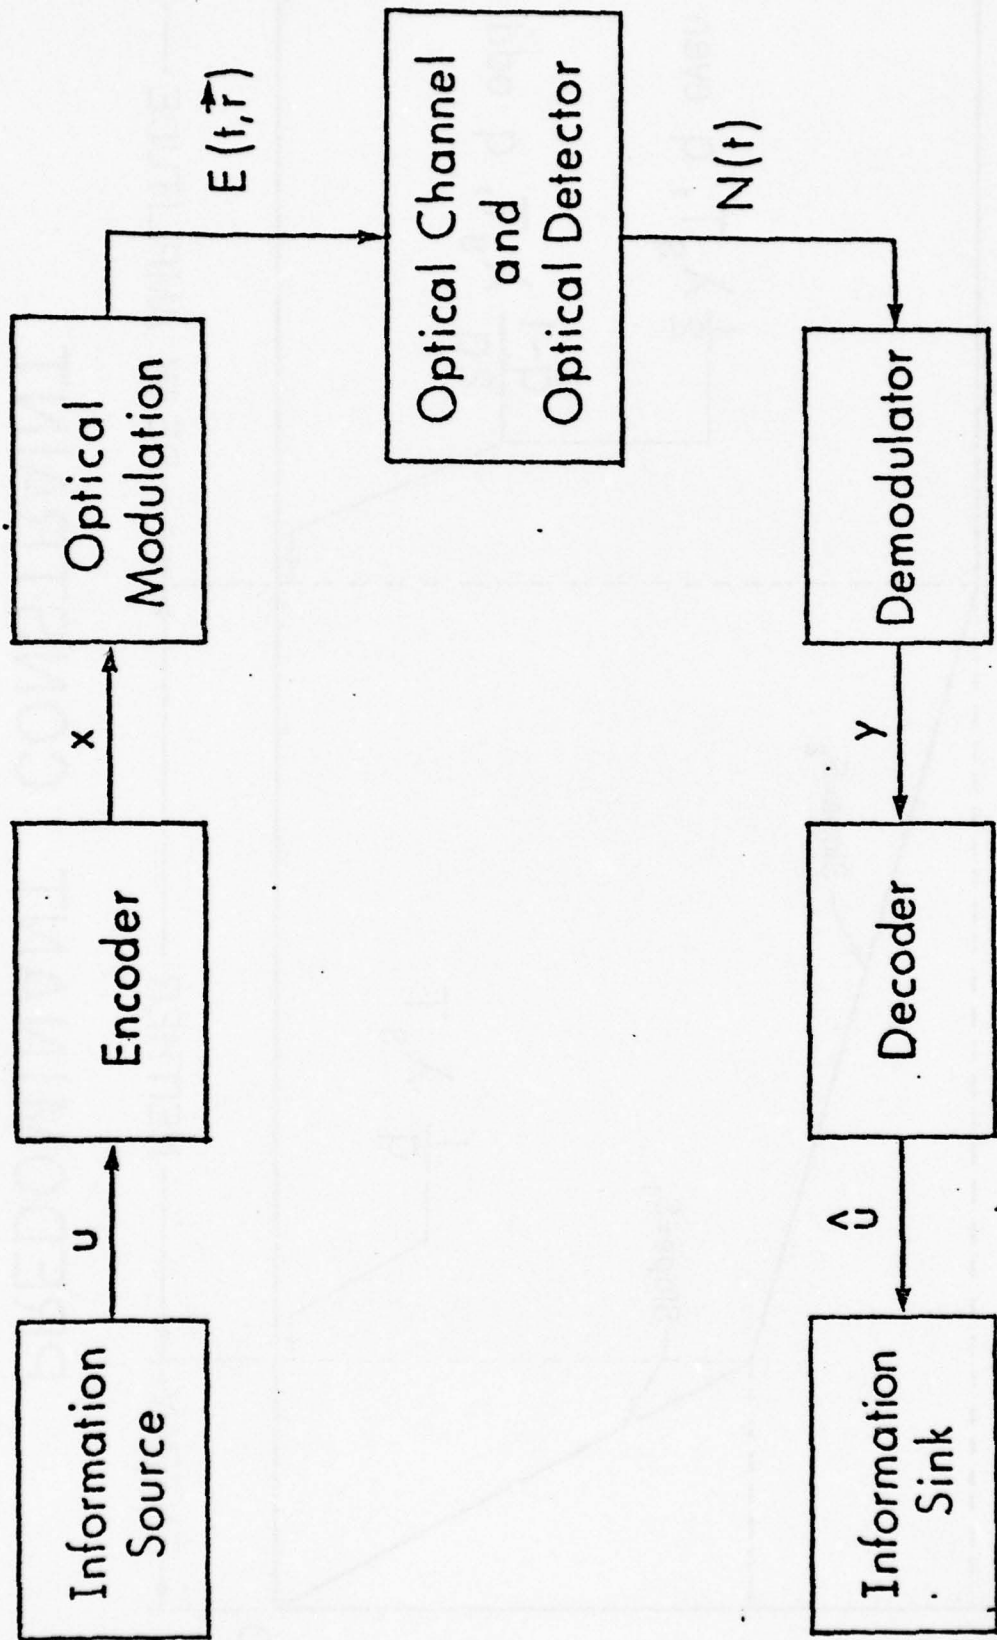 Information
Source
u
Encoder
x
Optical
Modulation
E (t, r⃗)
Optical Channel
and
Optical Detector
N(t)
Demodulator
y
Decoder
û
Information
Sink